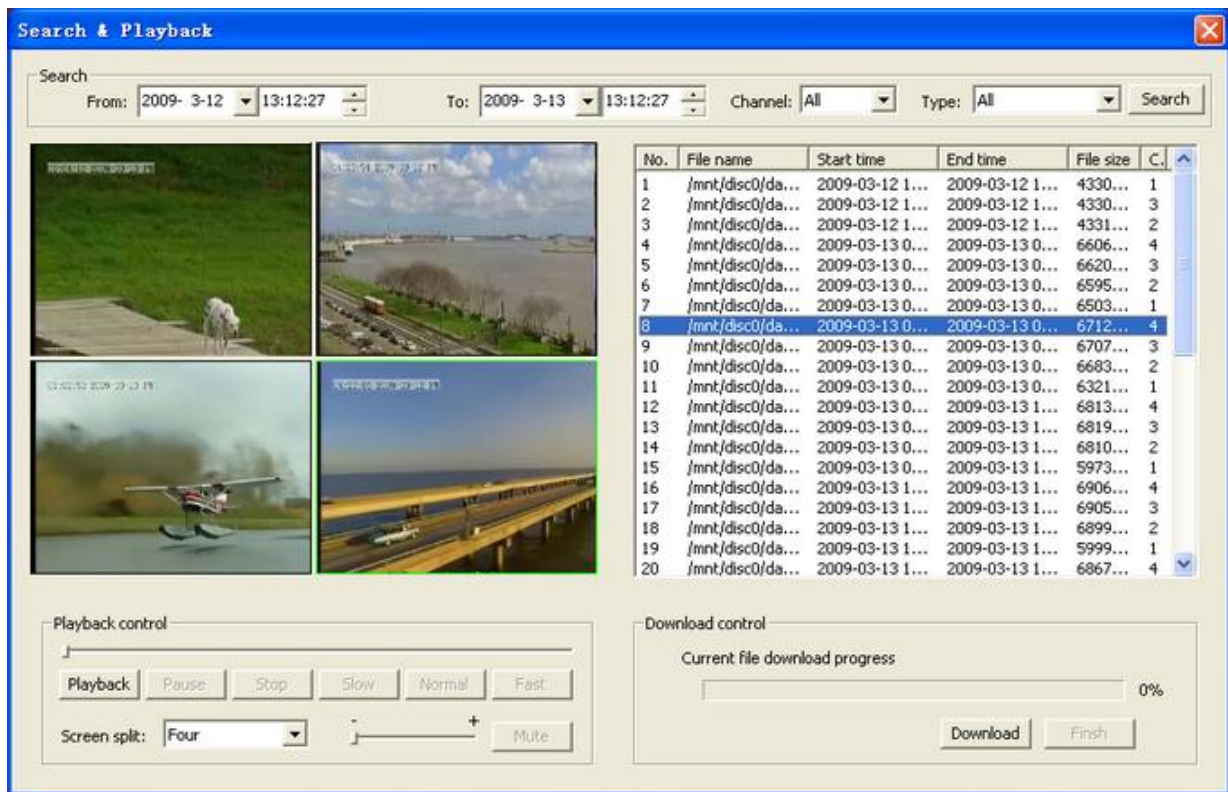 Search & Playback
Search
From: 2009- 3-12 13:12:27 To: 2009- 3-13 13:12:27 Channel: All Type: All Search
No. File name Start time End time File size C.
1 /mnt/disc0/da... 2009-03-12 1... 2009-03-12 1... 4330... 1
2 /mnt/disc0/da... 2009-03-12 1... 2009-03-12 1... 4330... 3
3 /mnt/disc0/da... 2009-03-12 1... 2009-03-12 1... 4331... 2
4 /mnt/disc0/da... 2009-03-13 0... 2009-03-13 0... 6606... 4
5 /mnt/disc0/da... 2009-03-13 0... 2009-03-13 0... 6620... 3
6 /mnt/disc0/da... 2009-03-13 0... 2009-03-13 0... 6595... 2
7 /mnt/disc0/da... 2009-03-13 0... 2009-03-13 0... 6503... 1
8 /mnt/disc0/da... 2009-03-13 0... 2009-03-13 0... 6712... 4
9 /mnt/disc0/da... 2009-03-13 0... 2009-03-13 0... 6707... 3
10 /mnt/disc0/da... 2009-03-13 0... 2009-03-13 0... 6683... 2
11 /mnt/disc0/da... 2009-03-13 0... 2009-03-13 0... 6321... 1
12 /mnt/disc0/da... 2009-03-13 0... 2009-03-13 1... 6813... 4
13 /mnt/disc0/da... 2009-03-13 0... 2009-03-13 1... 6819... 3
14 /mnt/disc0/da... 2009-03-13 0... 2009-03-13 1... 6810... 2
15 /mnt/disc0/da... 2009-03-13 0... 2009-03-13 1... 5973... 1
16 /mnt/disc0/da... 2009-03-13 1... 2009-03-13 1... 6906... 4
17 /mnt/disc0/da... 2009-03-13 1... 2009-03-13 1... 6905... 3
18 /mnt/disc0/da... 2009-03-13 1... 2009-03-13 1... 6899... 2
19 /mnt/disc0/da... 2009-03-13 1... 2009-03-13 1... 5999... 1
20 /mnt/disc0/da... 2009-03-13 1... 2009-03-13 1... 6867... 4
Playback control
Playback Pause Stop Slow Normal Fast
Screen split: Four - + Mute
Download control
Current file download progress
0%
Download Finsh